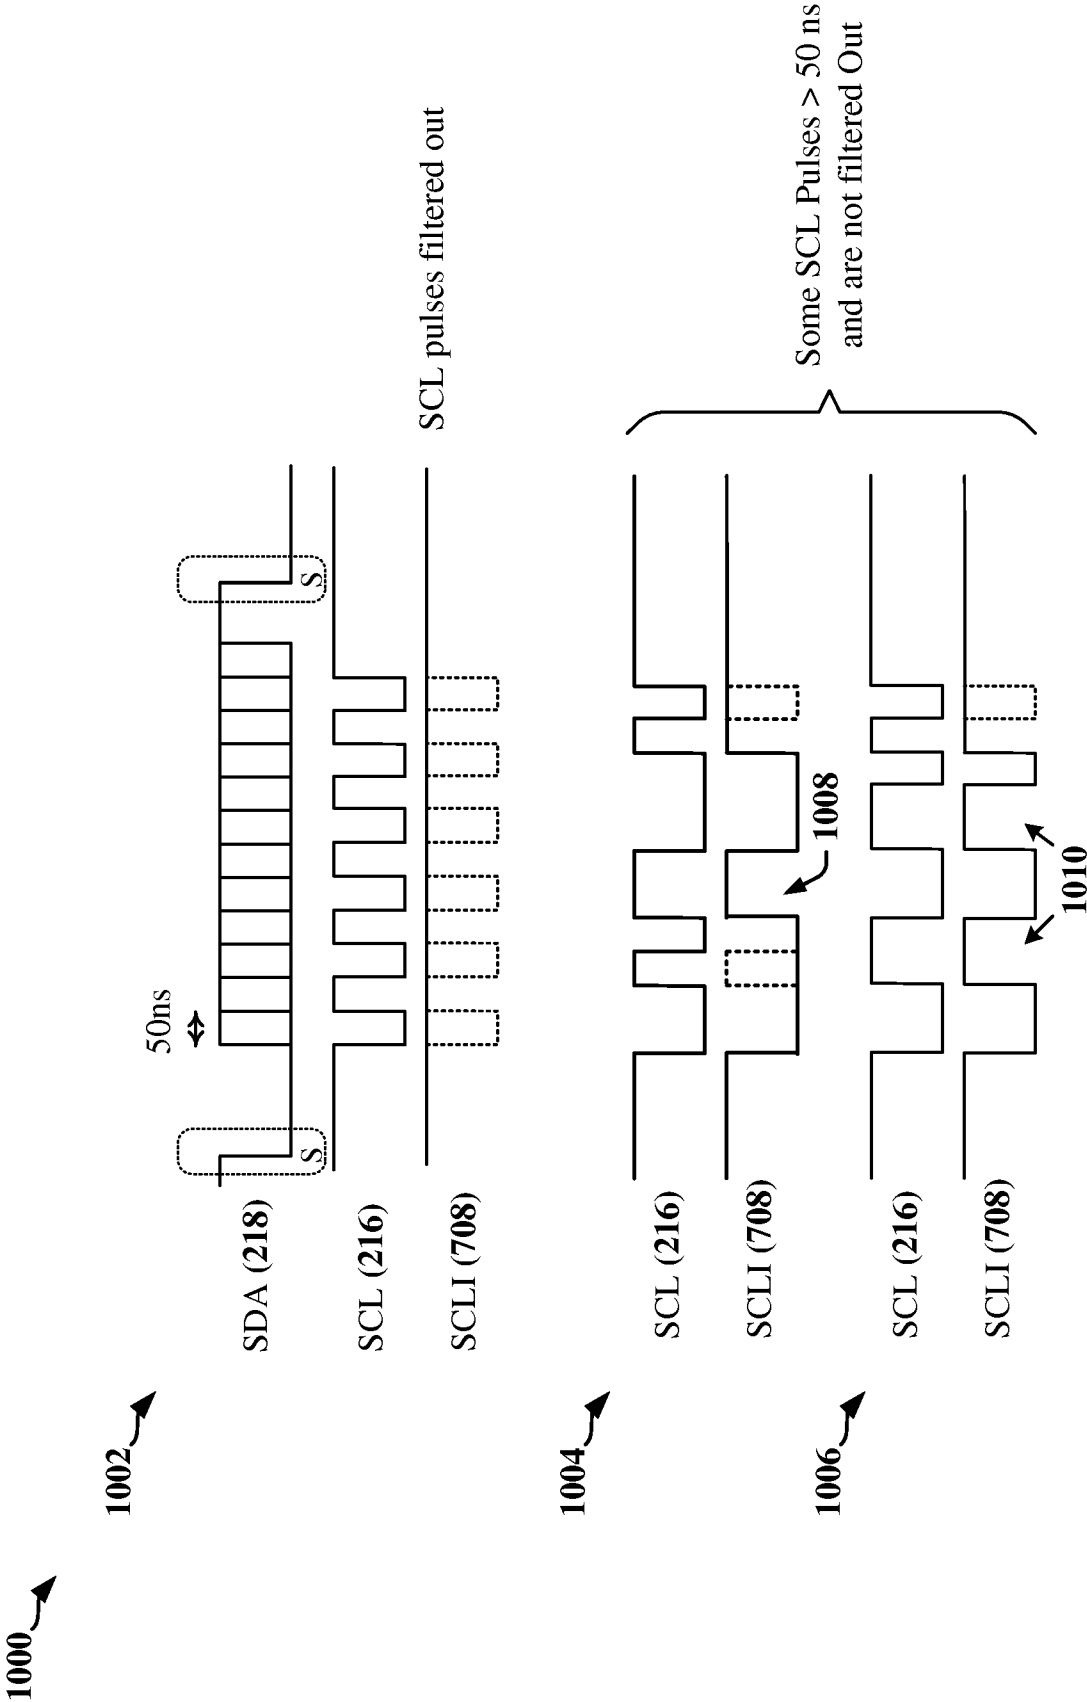 1000
1002
50ns
SDA (218)
S
S
SCL (216)
SCLI (708)
SCL pulses filtered out
1004
SCL (216)
SCLI (708)
1008
Some SCL Pulses > 50 ns
and are not filtered Out
1006
SCL (216)
SCLI (708)
1010